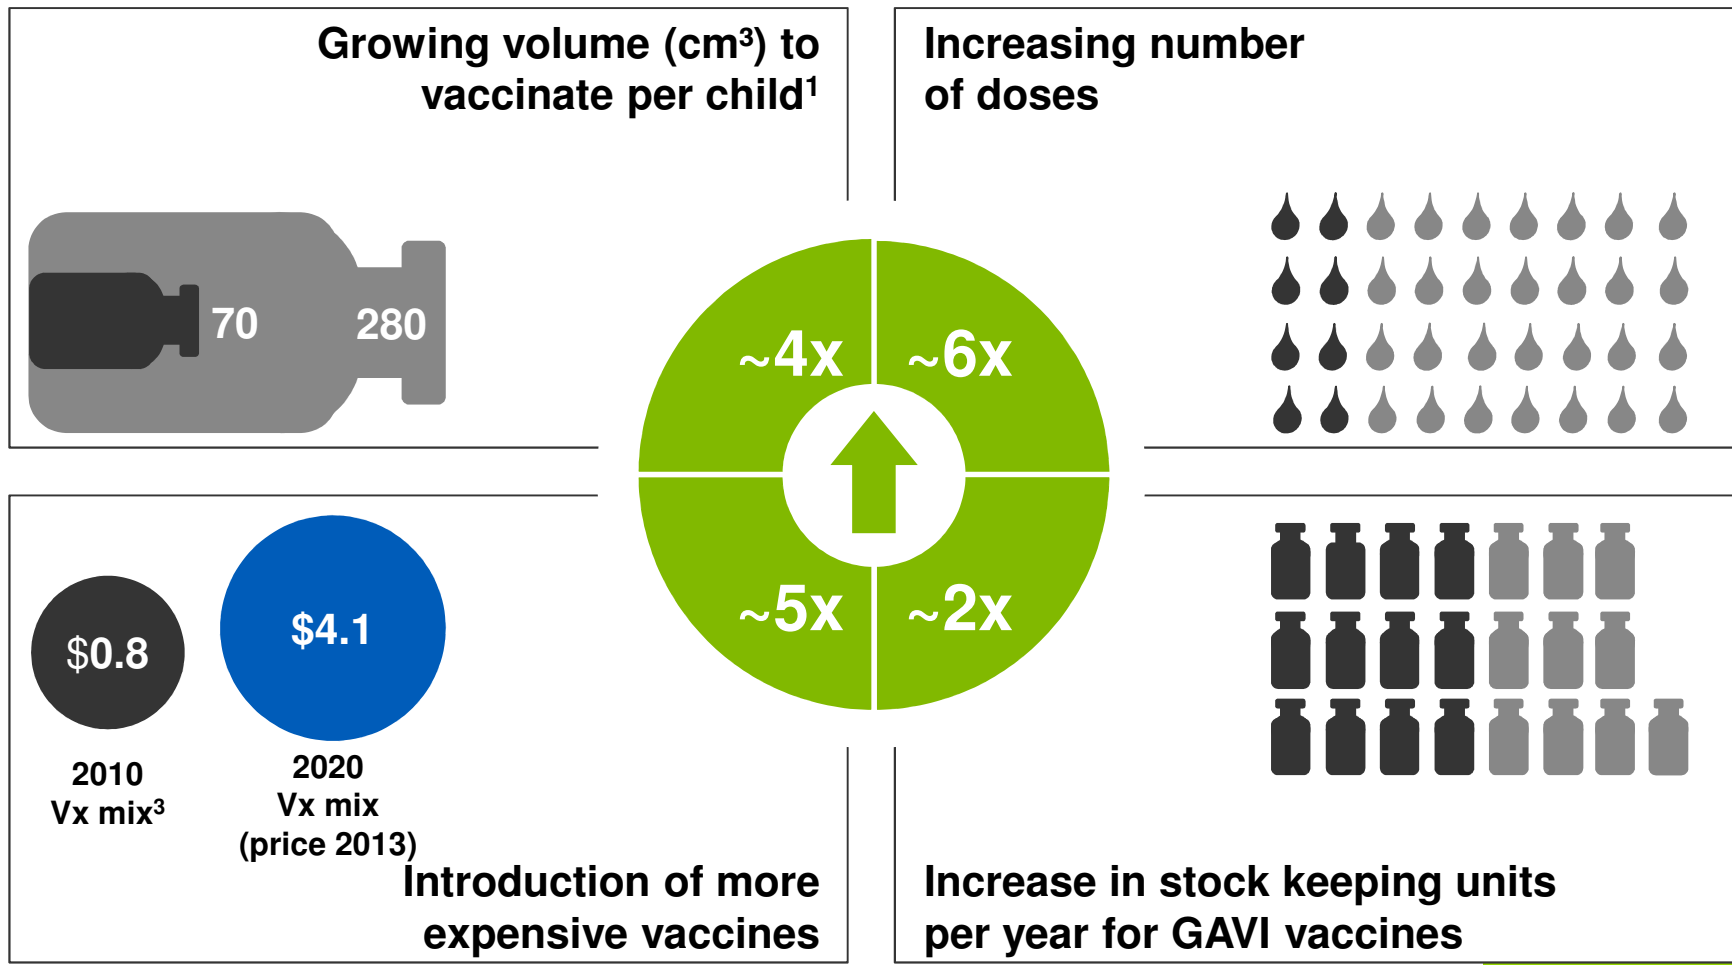 Growing volume (cm³) to
vaccinate per child¹
Increasing number
of doses
70
280
~4x
~6x
~5x
~2x
$0.8
$4.1
2010
Vx mix³
2020
Vx mix
(price 2013)
Introduction of more
expensive vaccines
Increase in stock keeping units
per year for GAVI vaccines